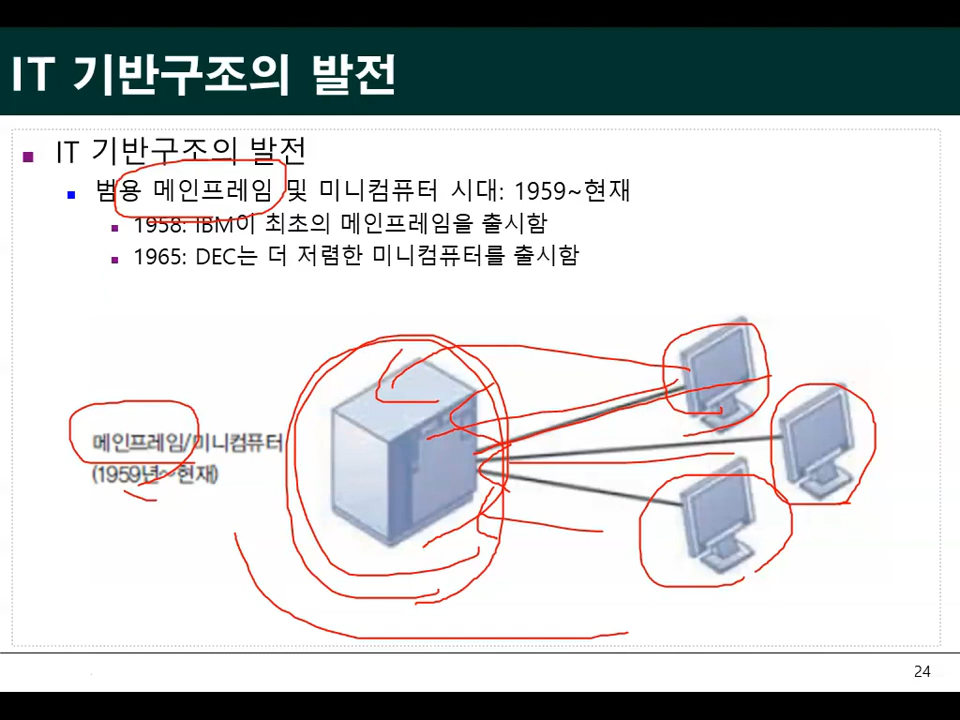 IT 기반구조의 발전
IT 기반구조의 발전
범용 메인프레임 및 미니컴퓨터 시대: 1959~현재
1958: IBM이 최초의 메인프레임을 출시함
1965: DEC는 더 저렴한 미니컴퓨터를 출시함
메인프레임/미니컴퓨터
(1959년~현재)
24